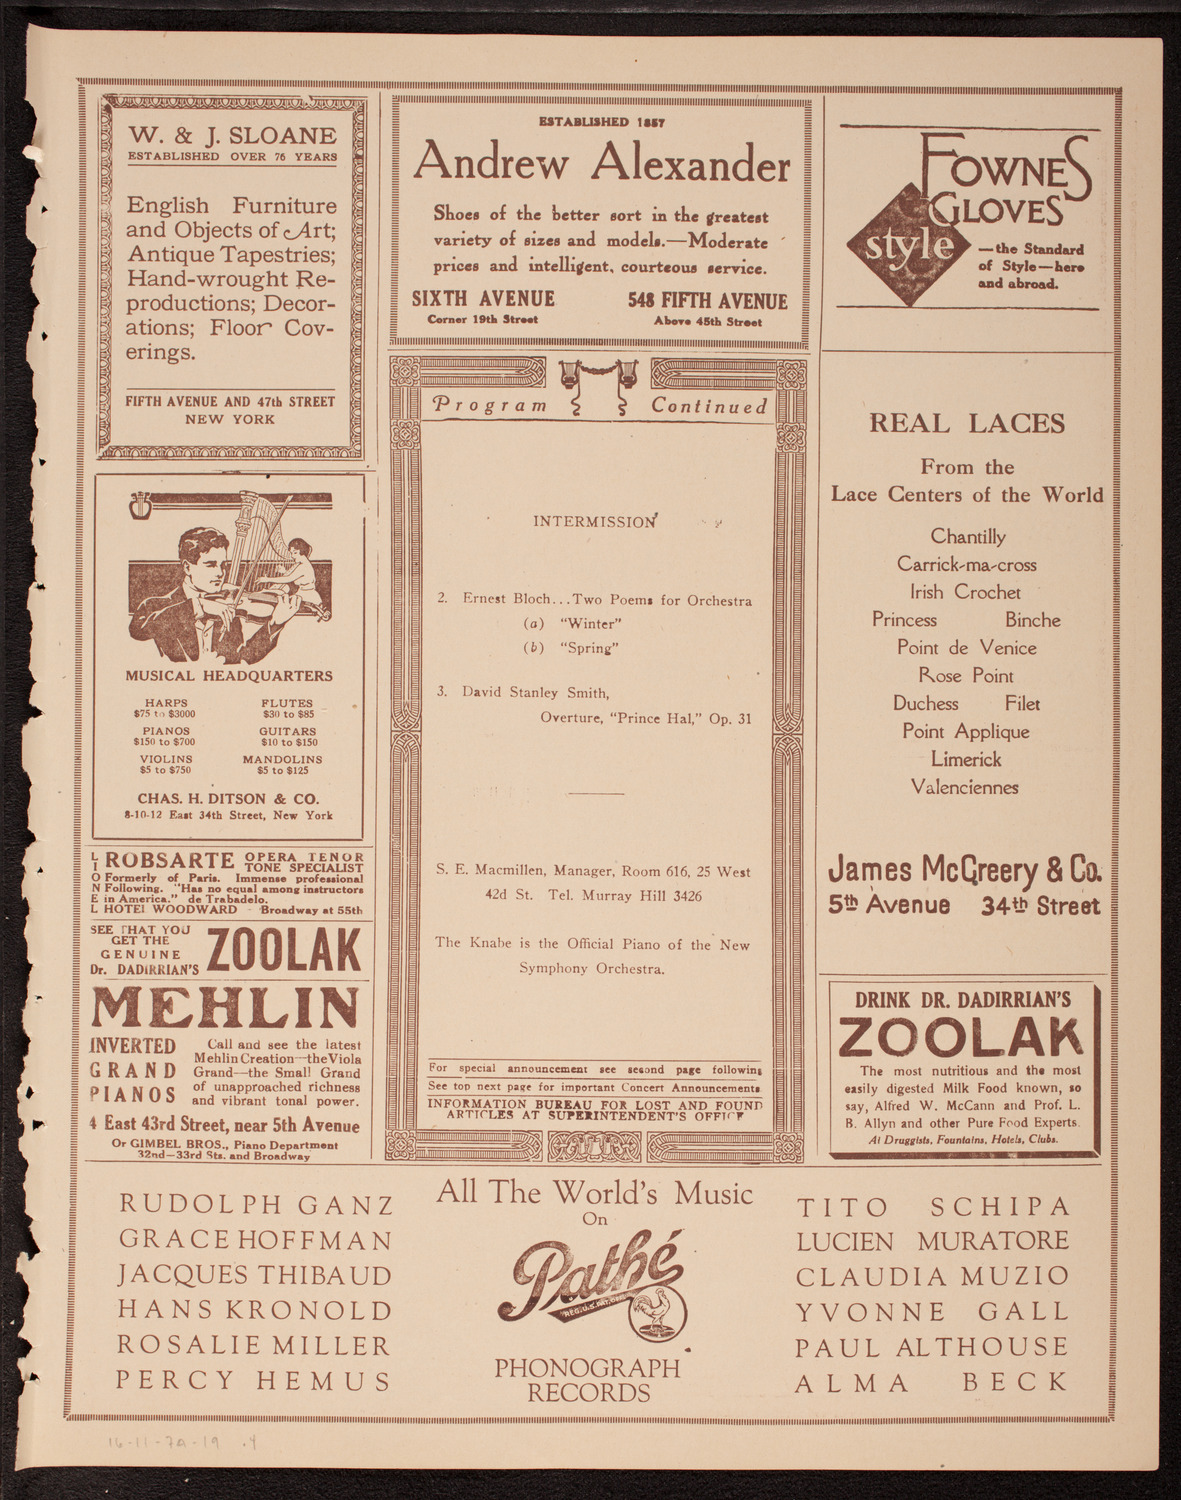 W. & J. SLOANE
ESTABLISHED OVER 76 YEARS
English Furniture
and Objects of Art;
Antique Tapestries;
Hand-wrought Re-
productions; Decor-
ations; Floor Cov-
erings.
FIFTH AVENUE AND 47th STREET
NEW YORK
MUSICAL HEADQUARTERS
HARPS
$75 to $3000
FLUTES
$30 to $85
PIANOS
$150 to $700
GUITARS
$10 to $150
VIOLINS
$5 to $750
MANDOLINS
$5 to $125
CHAS. H. DITSON & CO.
8-10-12 East 34th Street, New York
LIONEL ROBSARTE OPERA TENOR
TONE SPECIALIST
Formerly of Paris. Immense professional
Following. "Has no equal among instructors
in America." de Trabadelo.
HOTEL WOODWARD Broadway at 55th
SEE THAT YOU
GET THE
GENUINE
Dr. DADIRRIAN'S
ZOOLAK
MEHLIN
INVERTED
GRAND
PIANOS
Call and see the latest
Mehlin Creation—the Viola
Grand—the Small Grand
of unapproached richness
and vibrant tonal power.
4 East 43rd Street, near 5th Avenue
Or GIMBEL BROS., Piano Department
32nd—33rd Sts. and Broadway
ESTABLISHED 1857
Andrew Alexander
Shoes of the better sort in the greatest
variety of sizes and models.—Moderate
prices and intelligent, courteous service.
SIXTH AVENUE
Corner 19th Street
548 FIFTH AVENUE
Above 45th Street
Program Continued
INTERMISSION
2. Ernest Bloch...Two Poems for Orchestra
(a) "Winter"
(b) "Spring"
3. David Stanley Smith,
Overture, "Prince Hal," Op. 31
S. E. Macmillen, Manager, Room 616, 25 West
42d St. Tel. Murray Hill 3426
The Knabe is the Official Piano of the New
Symphony Orchestra.
For special announcement see second page following
See top next page for important Concert Announcements
INFORMATION BUREAU FOR LOST AND FOUND
ARTICLES AT SUPERINTENDENT'S OFFICE
FOWNES
GLOVES
style
—the Standard
of Style—here
and abroad.
REAL LACES
From the
Lace Centers of the World
Chantilly
Carrick-ma-cross
Irish Crochet
Princess Binche
Point de Venice
Rose Point
Duchess Filet
Point Applique
Limerick
Valenciennes
James McCreery & Co.
5th Avenue 34th Street
DRINK DR. DADIRRIAN'S
ZOOLAK
The most nutritious and the most
easily digested Milk Food known, so
say, Alfred W. McCann and Prof. L.
B. Allyn and other Pure Food Experts.
At Druggists, Fountains, Hotels, Clubs.
RUDOLPH GANZ
GRACE HOFFMAN
JACQUES THIBAUD
HANS KRONOLD
ROSALIE MILLER
PERCY HEMUS
All The World's Music
On
Pathé
REG. U.S. PAT. OFF.
PHONOGRAPH
RECORDS
TITO SCHIPA
LUCIEN MURATORE
CLAUDIA MUZIO
YVONNE GALL
PAUL ALTHOUSE
ALMA BECK
16-11-7A-19 .4